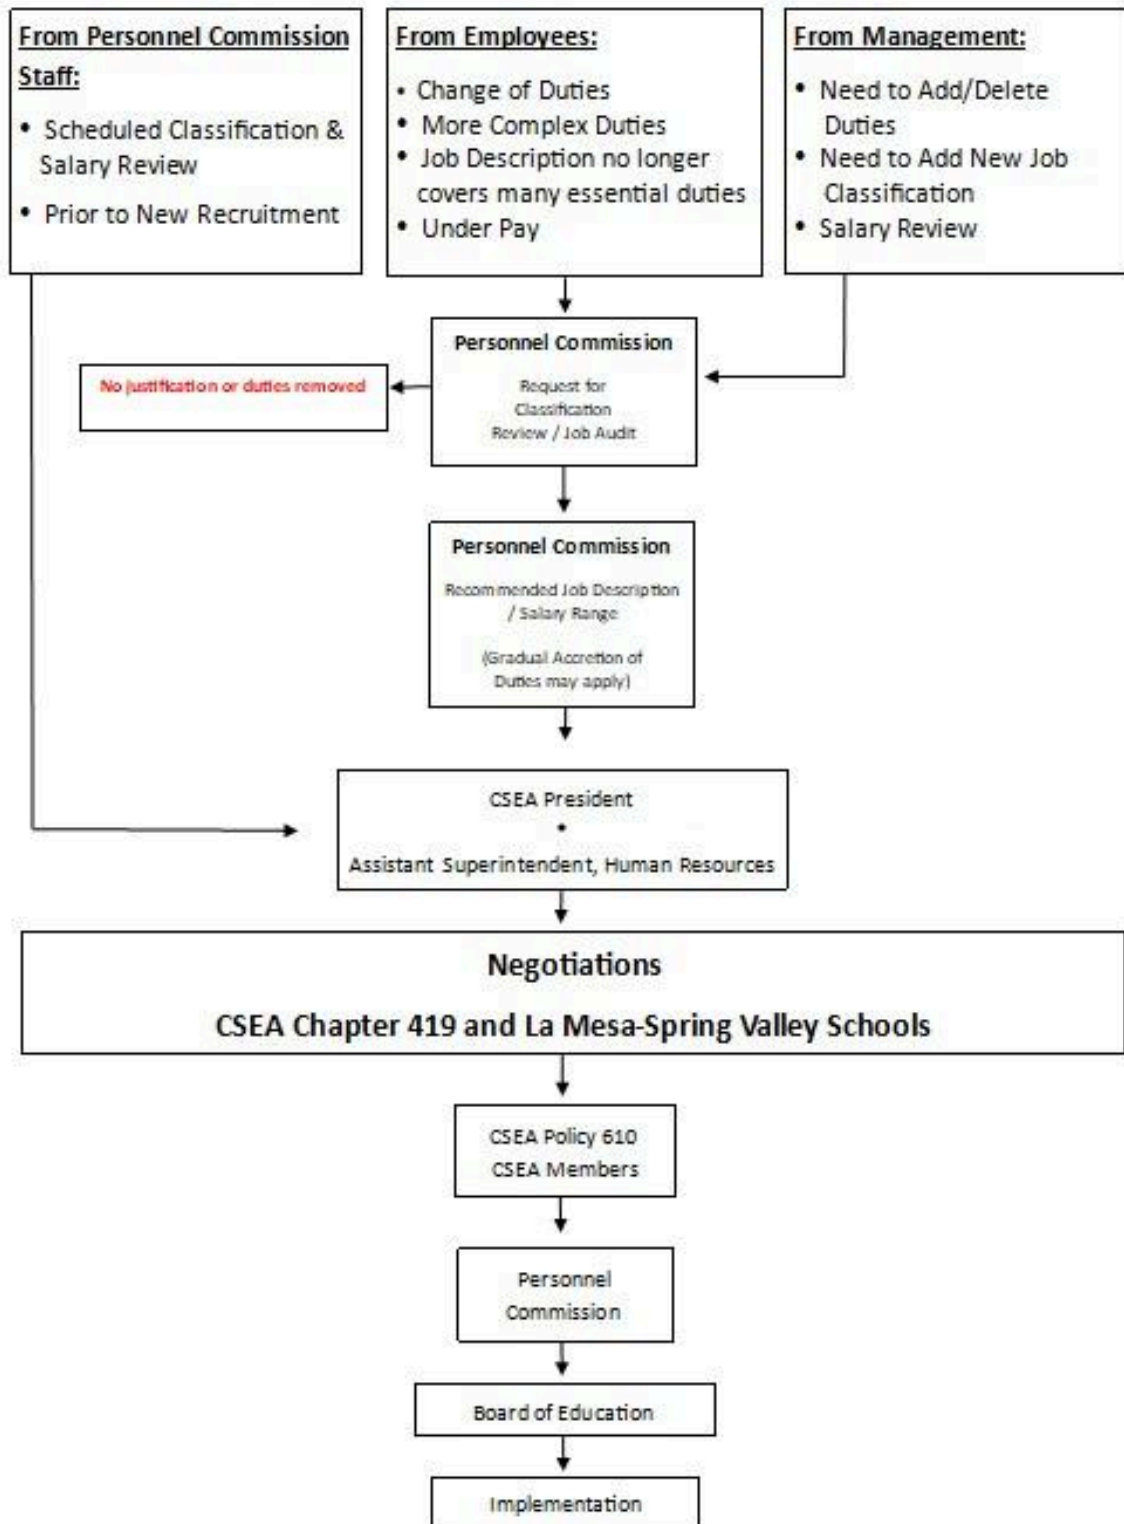 From Personnel Commission
Staff:
• Scheduled Classification &
Salary Review
• Prior to New Recruitment
From Employees:
• Change of Duties
• More Complex Duties
• Job Description no longer
covers many essential duties
• Under Pay
From Management:
• Need to Add/Delete
Duties
• Need to Add New Job
Classification
• Salary Review
Personnel Commission
Request for
Classification
Review / Job Audit
No justification or duties removed
Personnel Commission
Recommended Job Description
/ Salary Range
(Gradual Accretion of
Duties may apply)
CSEA President
•
Assistant Superintendent, Human Resources
Negotiations
CSEA Chapter 419 and La Mesa-Spring Valley Schools
CSEA Policy 610
CSEA Members
Personnel
Commission
Board of Education
Implementation